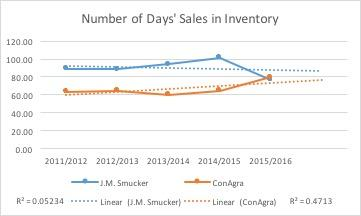 Number of Days' Sales in Inventory
120.00
100.00
80.00
60.00
40.00
20.00
0.00
2011/2012 2012/2013 2013/2014 2014/2015 2015/2016
J.M. Smucker ConAgra
Linear (J.M. Smucker) Linear (ConAgra)
R² = 0.05234 R² = 0.4713